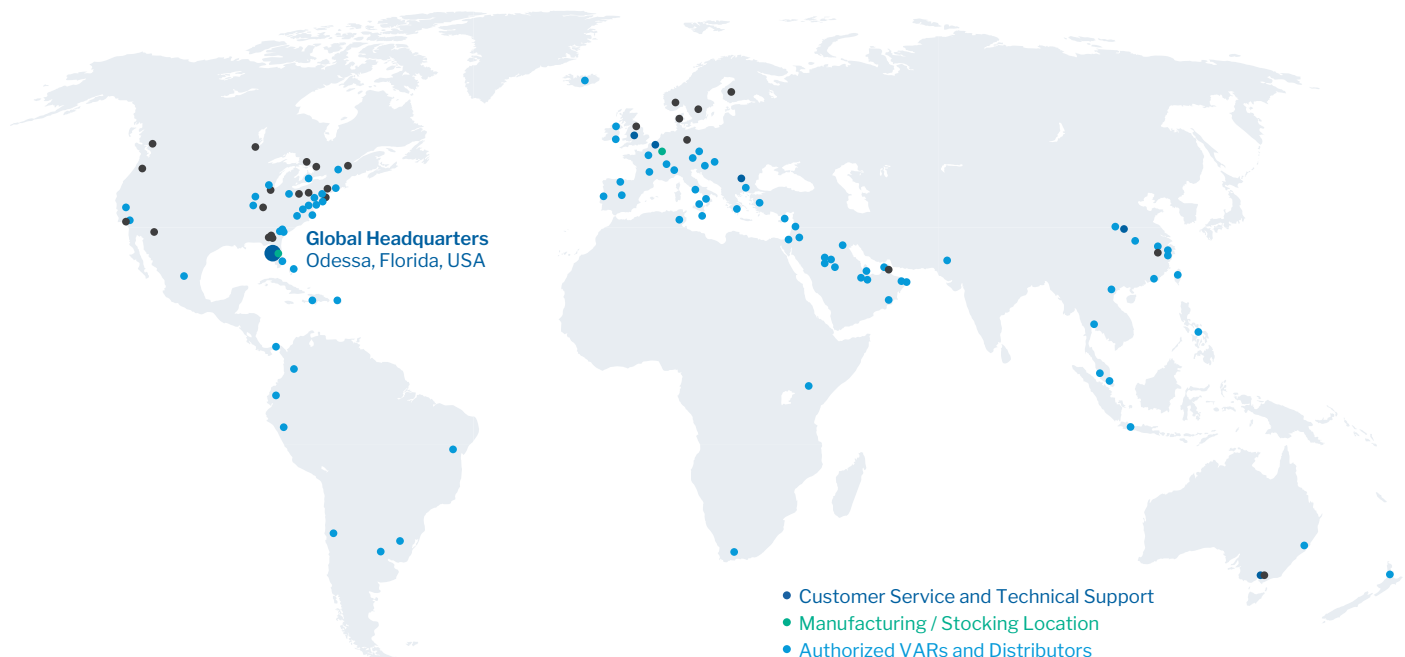 Global Headquarters
Odessa, Florida, USA
Customer Service and Technical Support
Manufacturing / Stocking Location
Authorized VARs and Distributors